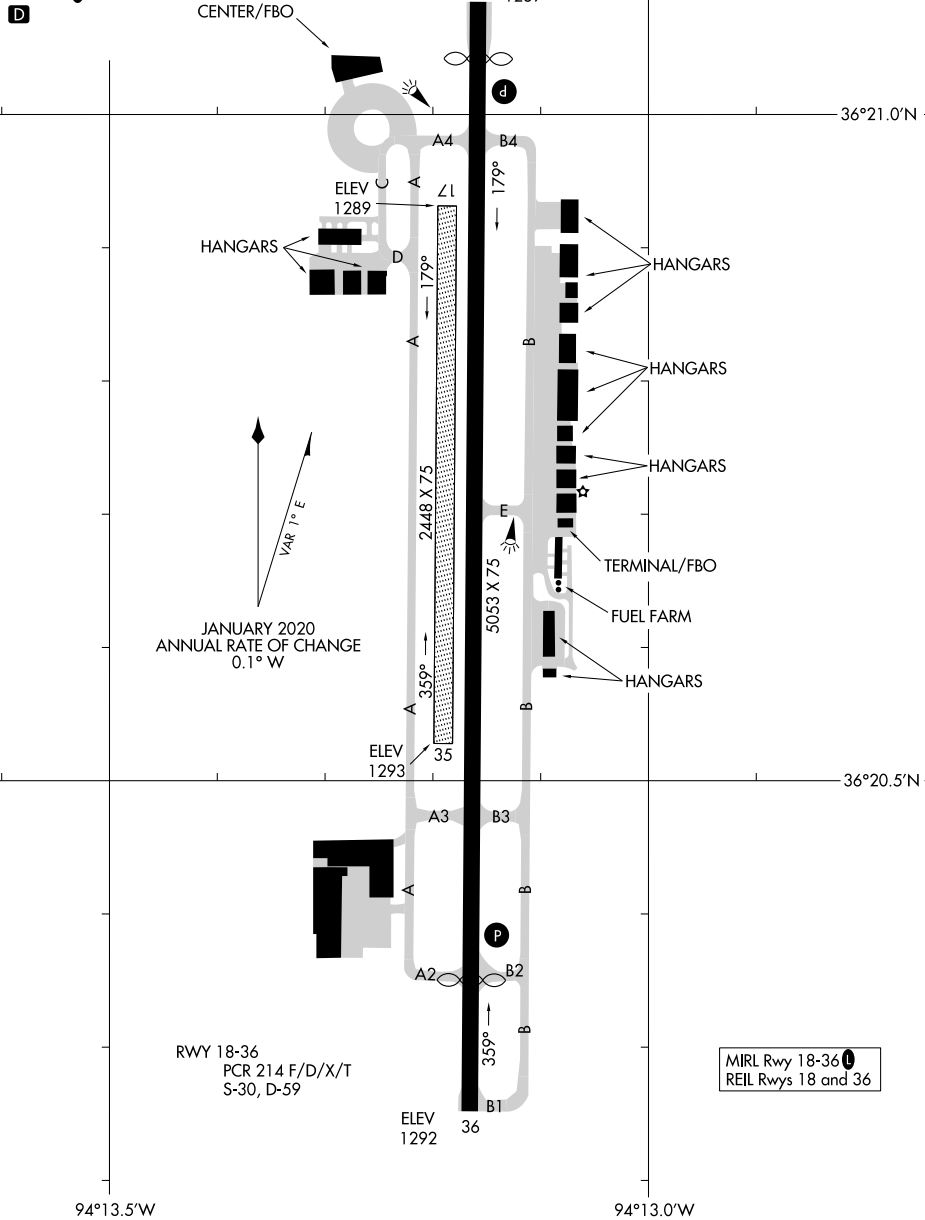 D
CENTER/FBO
36°21.0'N
A4
B4
C
A
ELEV
1289
17
179°
HANGARS
D
179°
HANGARS
A
B
HANGARS
HANGARS
2448 X 75
E
VAR 1° E
TERMINAL/FBO
5053 X 75
FUEL FARM
JANUARY 2020
ANNUAL RATE OF CHANGE
0.1° W
359°
HANGARS
A
B
ELEV
1293
35
36°20.5'N
A3
B3
A
B
P
P
A2
B2
B
359°
RWY 18-36
PCR 214 F/D/X/T
S-30, D-59
MIRL Rwy 18-36 L
REIL Rwys 18 and 36
B1
ELEV
1292
36
94°13.5'W
94°13.0'W